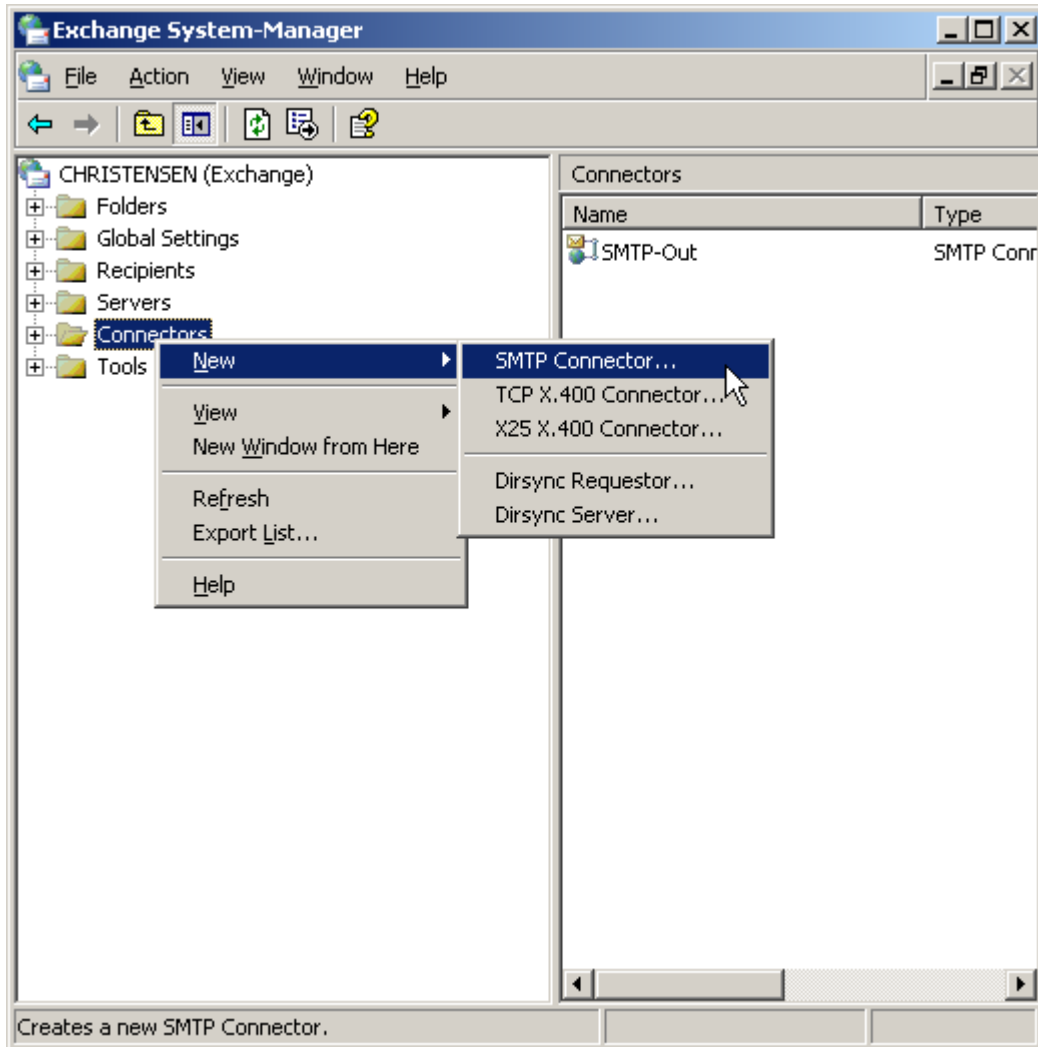 Exchange System-Manager
File Action View Window Help
CHRISTENSEN (Exchange)
Folders
Global Settings
Recipients
Servers
Connectors
Tools
Connectors
Name Type
SMTP-Out SMTP Conr
New
View
New Window from Here
Refresh
Export List...
Help
SMTP Connector...
TCP X.400 Connector...
X25 X.400 Connector...
Dirsync Requestor...
Dirsync Server...
Creates a new SMTP Connector.